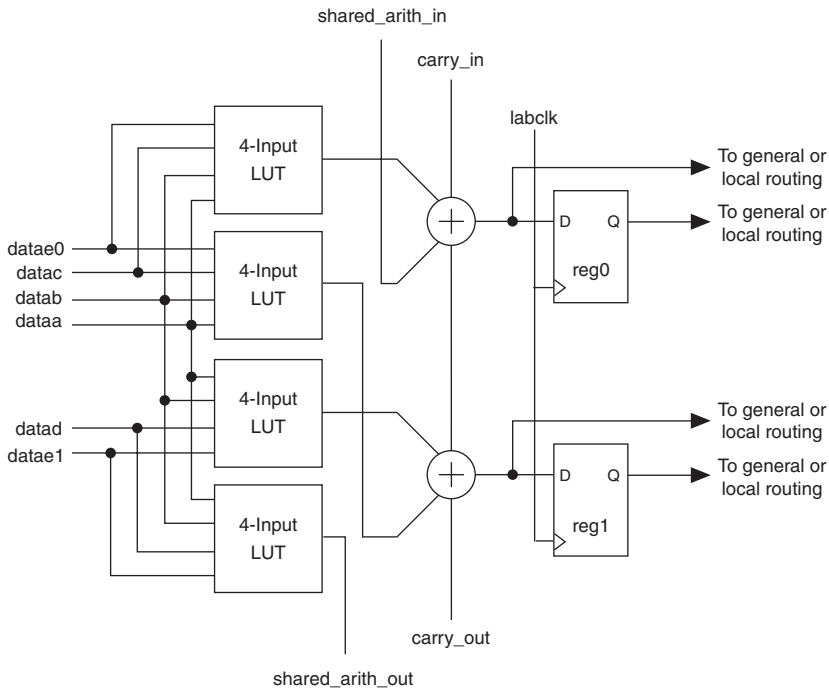 shared_arith_in
carry_in
labclk
4-Input
LUT
To general or
local routing
D Q
To general or
local routing
reg0
datae0
datac
datab
dataa
4-Input
LUT
4-Input
LUT
To general or
local routing
datad
datae1
D Q
To general or
local routing
reg1
4-Input
LUT
carry_out
shared_arith_out